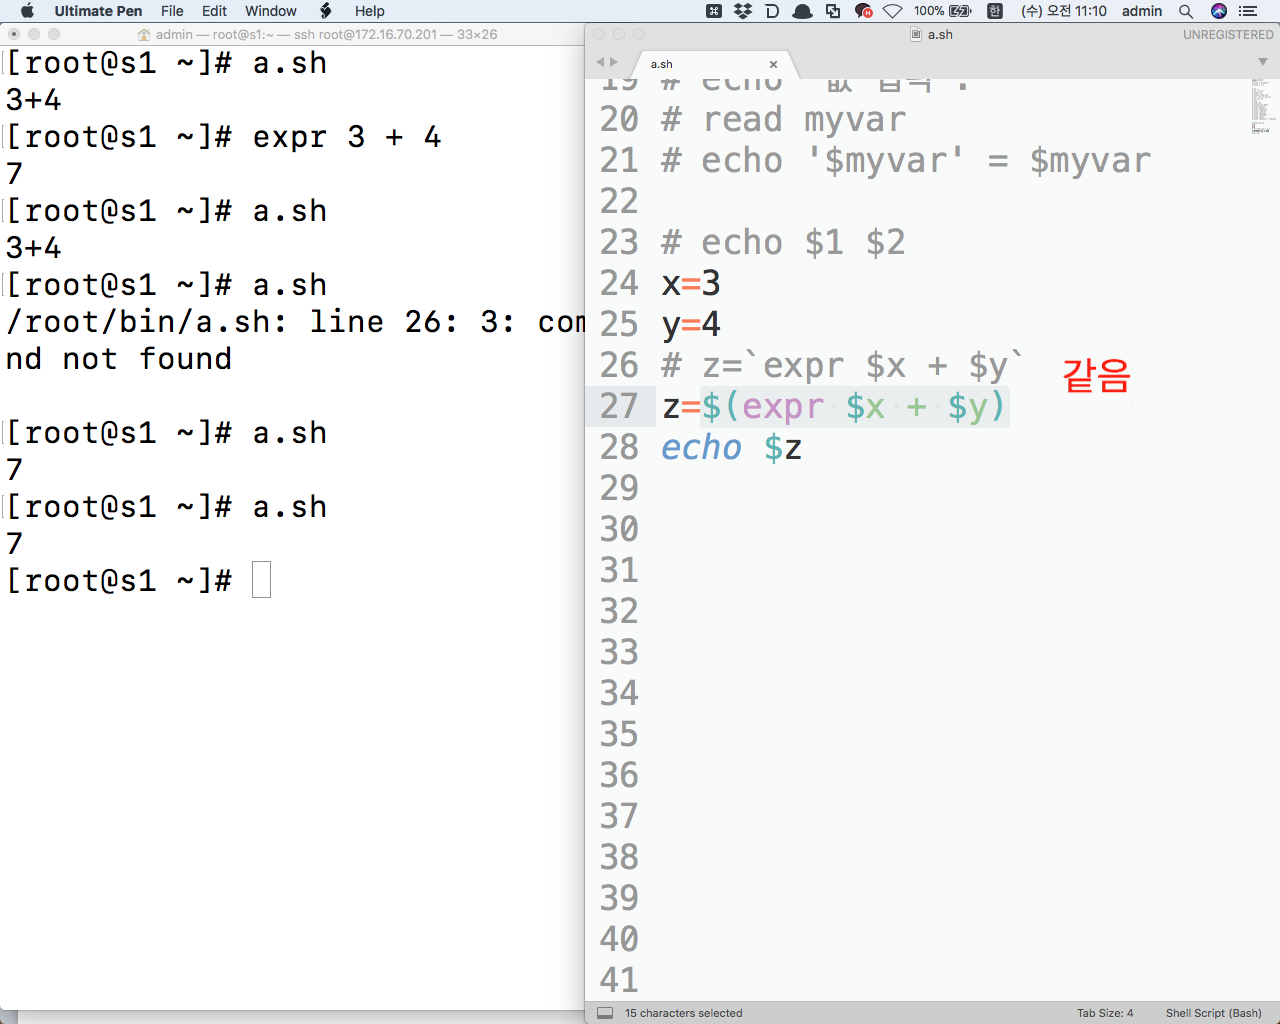 Ultimate Pen File Edit Window Help 100% 한 (수) 오전 11:10 admin
admin — root@s1:~ — ssh root@172.16.70.201 — 33×26
[root@s1 ~]# a.sh
3+4
[root@s1 ~]# expr 3 + 4
7
[root@s1 ~]# a.sh
3+4
[root@s1 ~]# a.sh
/root/bin/a.sh: line 26: 3: com
nd not found
[root@s1 ~]# a.sh
7
[root@s1 ~]# a.sh
7
[root@s1 ~]#
a.sh UNREGISTERED
a.sh
19 # echo
20 # read myvar
21 # echo '$myvar' = $myvar
22
23 # echo $1 $2
24 x=3
25 y=4
26 # z=`expr $x + $y`
같음
27 z=$(expr $x + $y)
28 echo $z
29
30
31
32
33
34
35
36
37
38
39
40
41
15 characters selected Tab Size: 4 Shell Script (Bash)